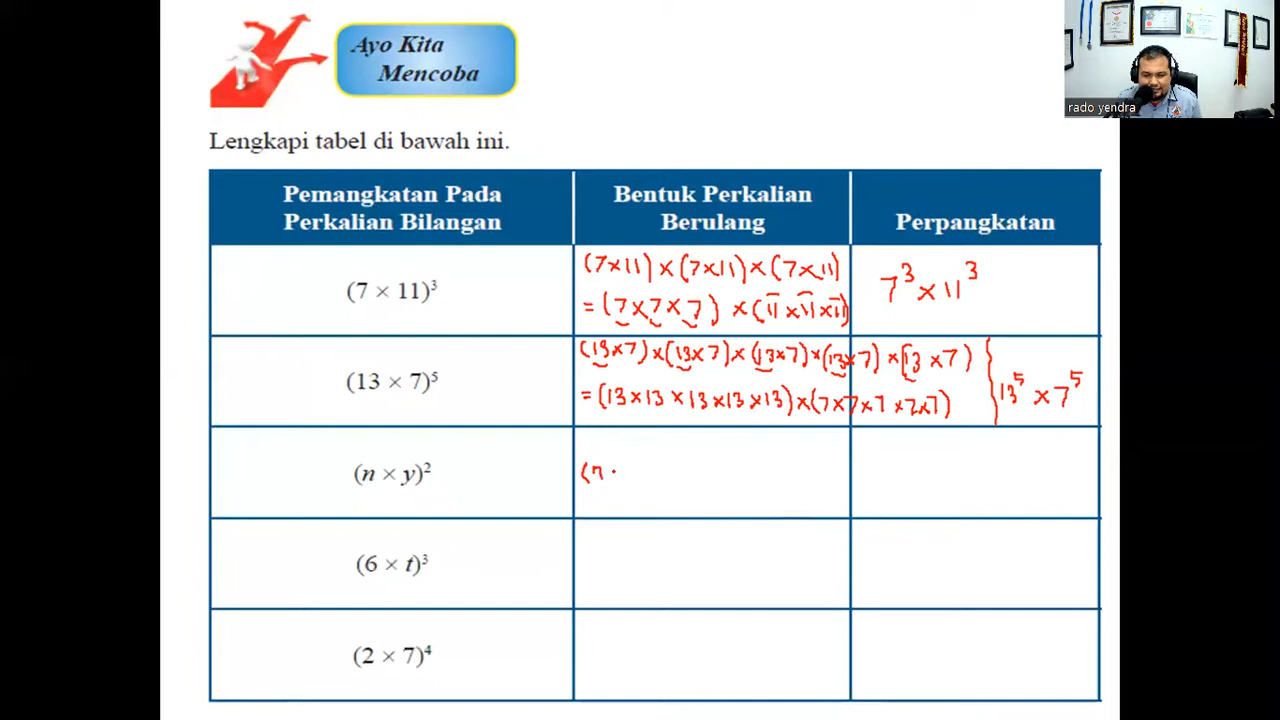 Ayo Kita
Mencoba
rado yendra
Lengkapi tabel di bawah ini.
Pemangkatan Pada
Perkalian Bilangan
Bentuk Perkalian
Berulang
Perpangkatan
(7 × 11)³
(7×11) × (7×11) × (7×11)
= (7×7×7) × (11×11×11)
7³ × 11³
(13 × 7)⁵
(13×7) × (13×7) × (13×7) × (13×7) × (13×7)
= (13×13×13×13×13) × (7×7×7×7×7)
13⁵ × 7⁵
(n × y)²
(n ·
(6 × t)³
(2 × 7)⁴